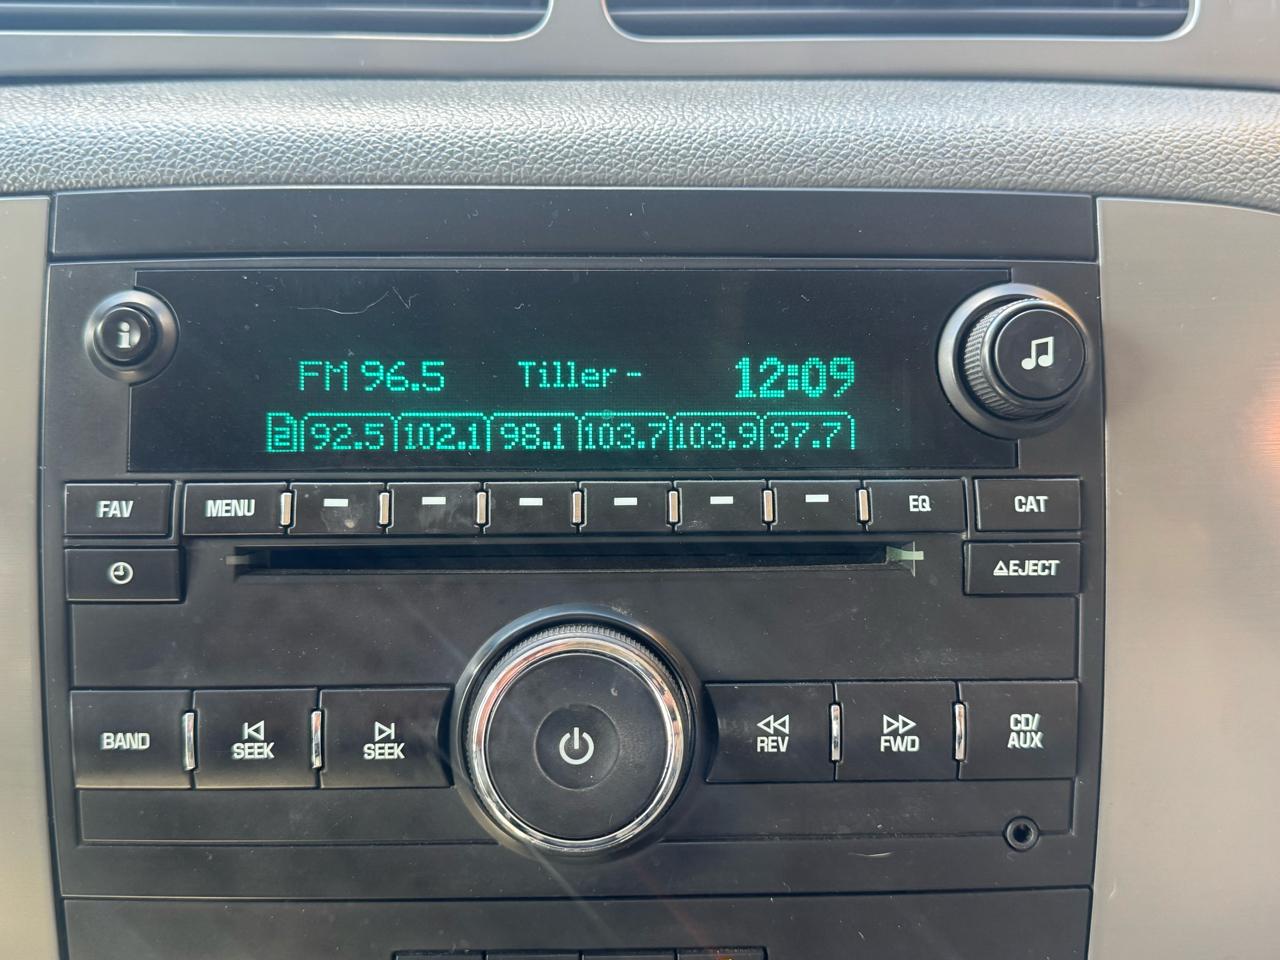 i
FM 96.5 Tiller - 12:09
2 92.5 102.1 98.1 103.7 103.9 97.7
FAV MENU EQ CAT
EJECT
BAND SEEK SEEK REV FWD CD/
AUX